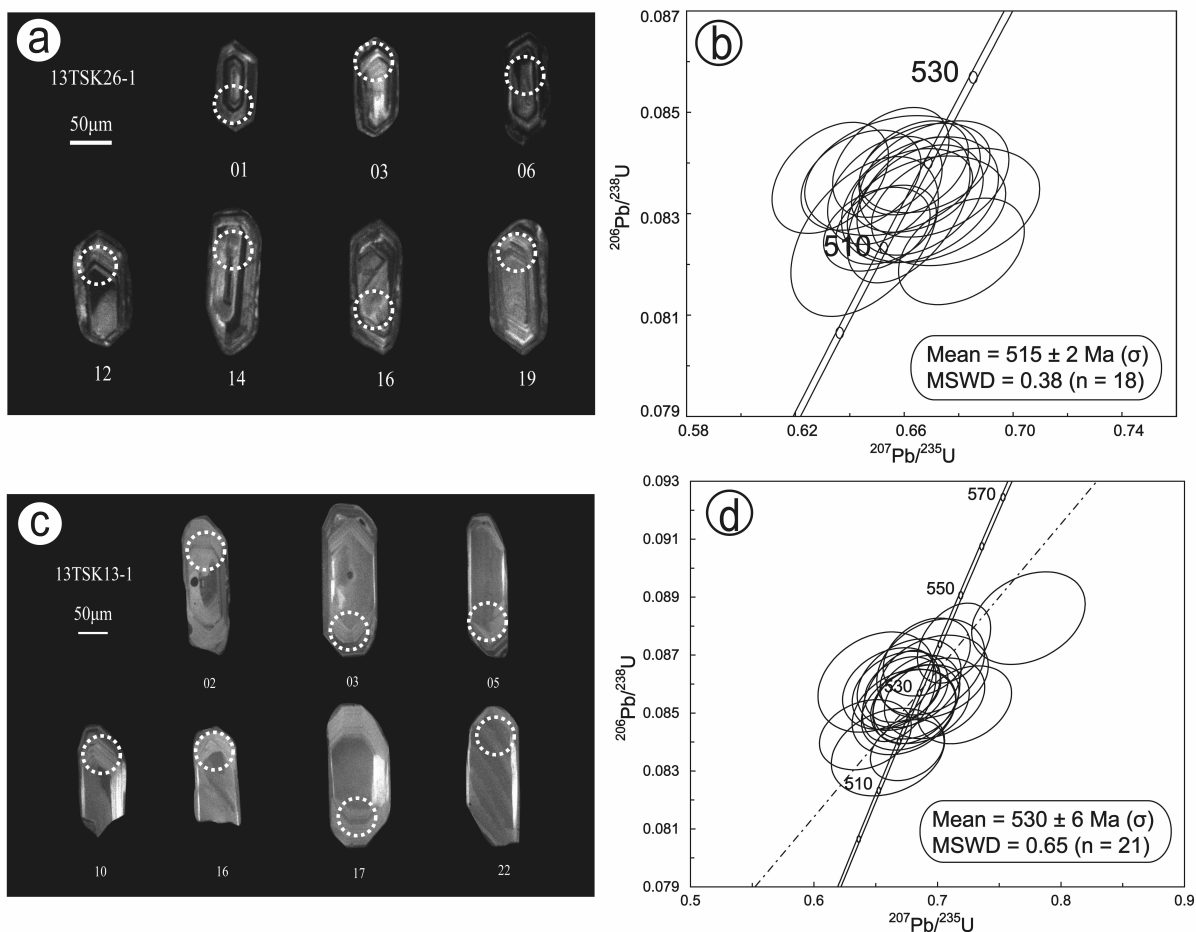 a
13TSK26-1
50μm
01
03
06
12
14
16
19
b
0.087
0.085
0.083
0.081
0.079
²⁰⁶Pb/²³⁸U
530
510
Mean = 515 ± 2 Ma (σ)
MSWD = 0.38 (n = 18)
0.58
0.62
0.66
0.70
0.74
²⁰⁷Pb/²³⁵U
c
13TSK13-1
50μm
02
03
05
10
16
17
22
d
0.093
0.091
0.089
0.087
0.085
0.083
0.081
0.079
²⁰⁶Pb/²³⁸U
570
550
530
510
Mean = 530 ± 6 Ma (σ)
MSWD = 0.65 (n = 21)
0.5
0.6
0.7
0.8
0.9
²⁰⁷Pb/²³⁵U